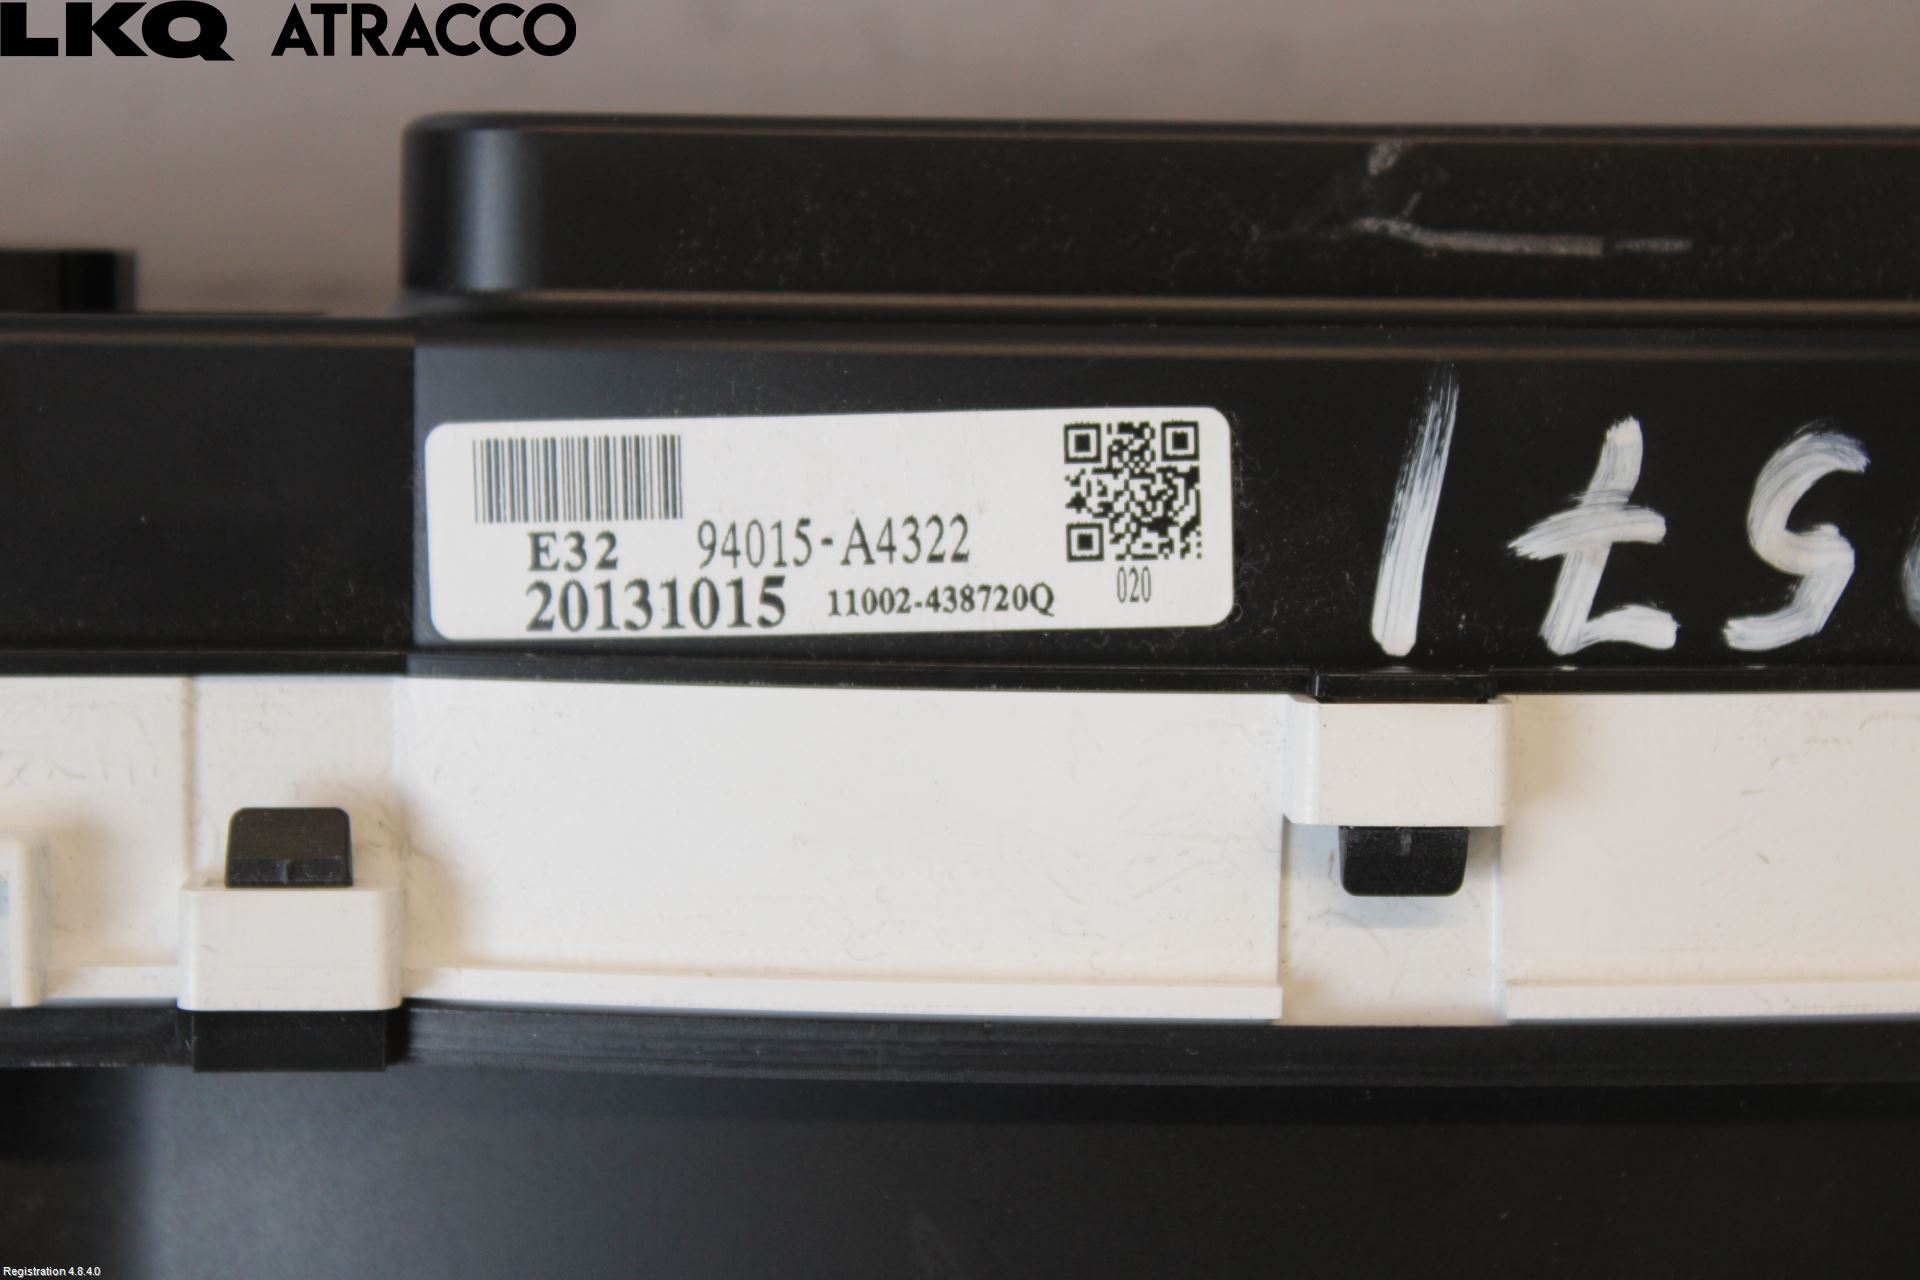 LKQ ATRACCO
E32 94015-A4322
20131015 11002-438720Q 020
Registration 4.8.4.0